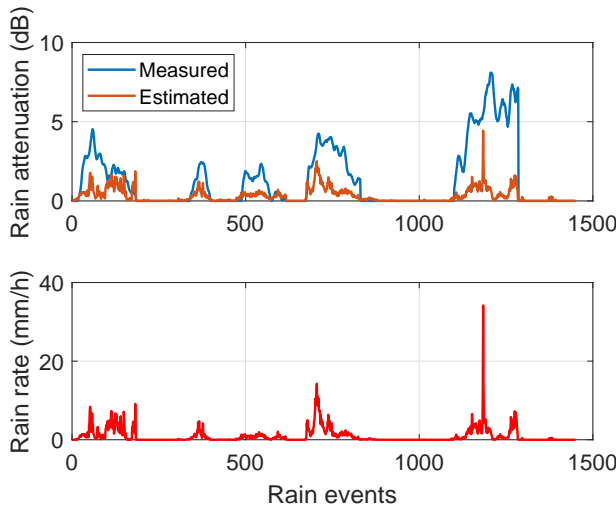 Rain attenuation (dB)
10
5
0
Measured
Estimated
0 500 1000 1500
Rain rate (mm/h)
40
20
0
0 500 1000 1500
Rain events